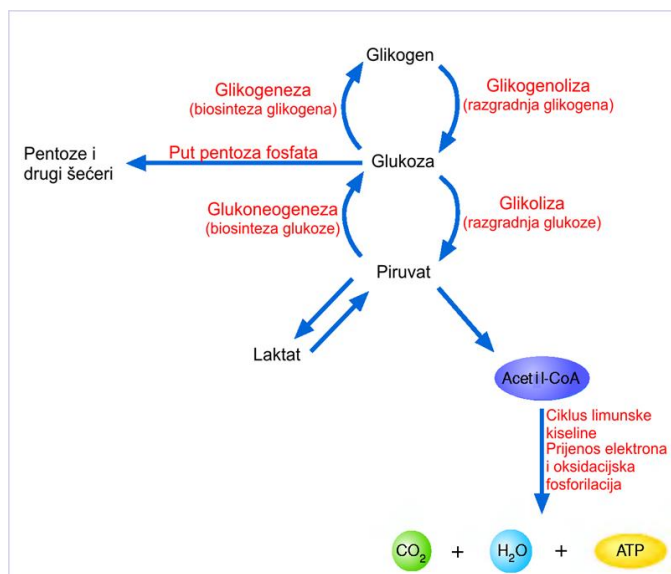 Glikogen
Glikogeneza
(biosinteza glikogena)
Glikogenoliza
(razgradnja glikogena)
Pentoze i
drugi šećeri
Put pentoza fosfata
Glukoza
Glukoneogeneza
(biosinteza glukoze)
Glikoliza
(razgradnja glukoze)
Piruvat
Laktat
Acetil-CoA
Ciklus limunske
kiseline
Prijenos elektrona
i oksidacijska
fosforilacija
CO₂ + H₂O + ATP